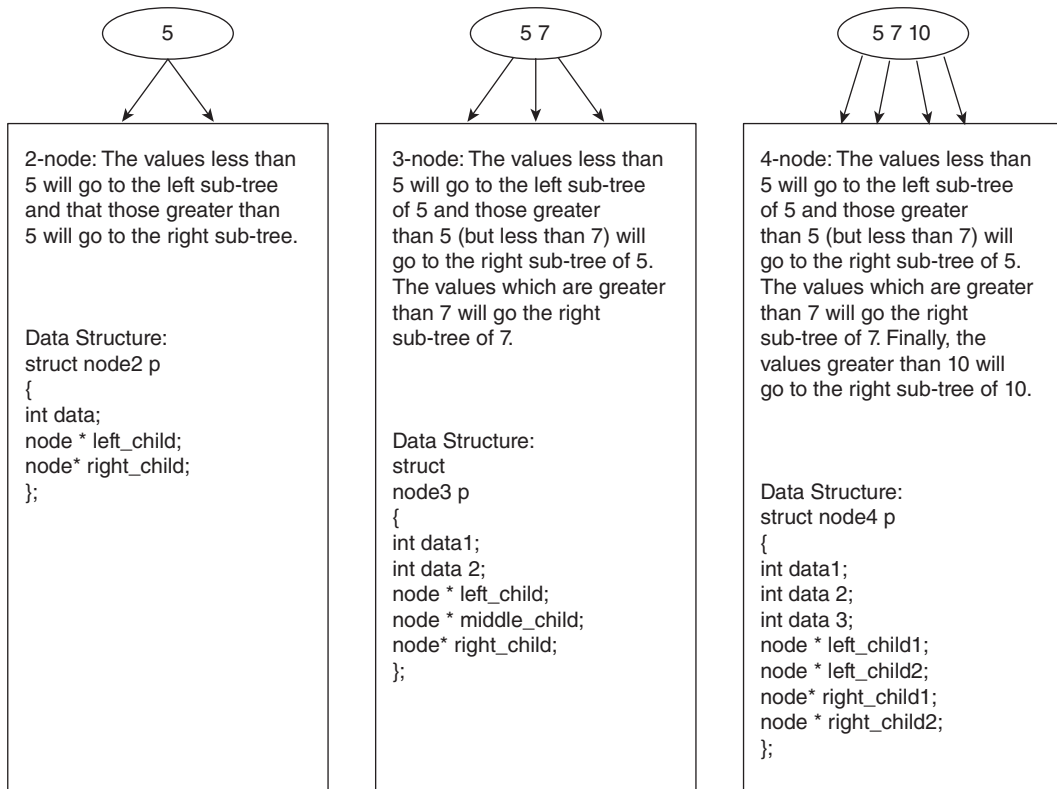 5
2-node: The values less than
5 will go to the left sub-tree
and that those greater than
5 will go to the right sub-tree.
Data Structure:
struct node2 p
{
int data;
node * left_child;
node* right_child;
};
5 7
3-node: The values less than
5 will go to the left sub-tree
of 5 and those greater
than 5 (but less than 7) will
go to the right sub-tree of 5.
The values which are greater
than 7 will go the right
sub-tree of 7.
Data Structure:
struct
node3 p
{
int data1;
int data 2;
node * left_child;
node * middle_child;
node* right_child;
};
5 7 10
4-node: The values less than
5 will go to the left sub-tree
of 5 and those greater
than 5 (but less than 7) will
go to the right sub-tree of 5.
The values which are greater
than 7 will go the right
sub-tree of 7. Finally, the
values greater than 10 will
go to the right sub-tree of 10.
Data Structure:
struct node4 p
{
int data1;
int data 2;
int data 3;
node * left_child1;
node * left_child2;
node* right_child1;
node * right_child2;
};